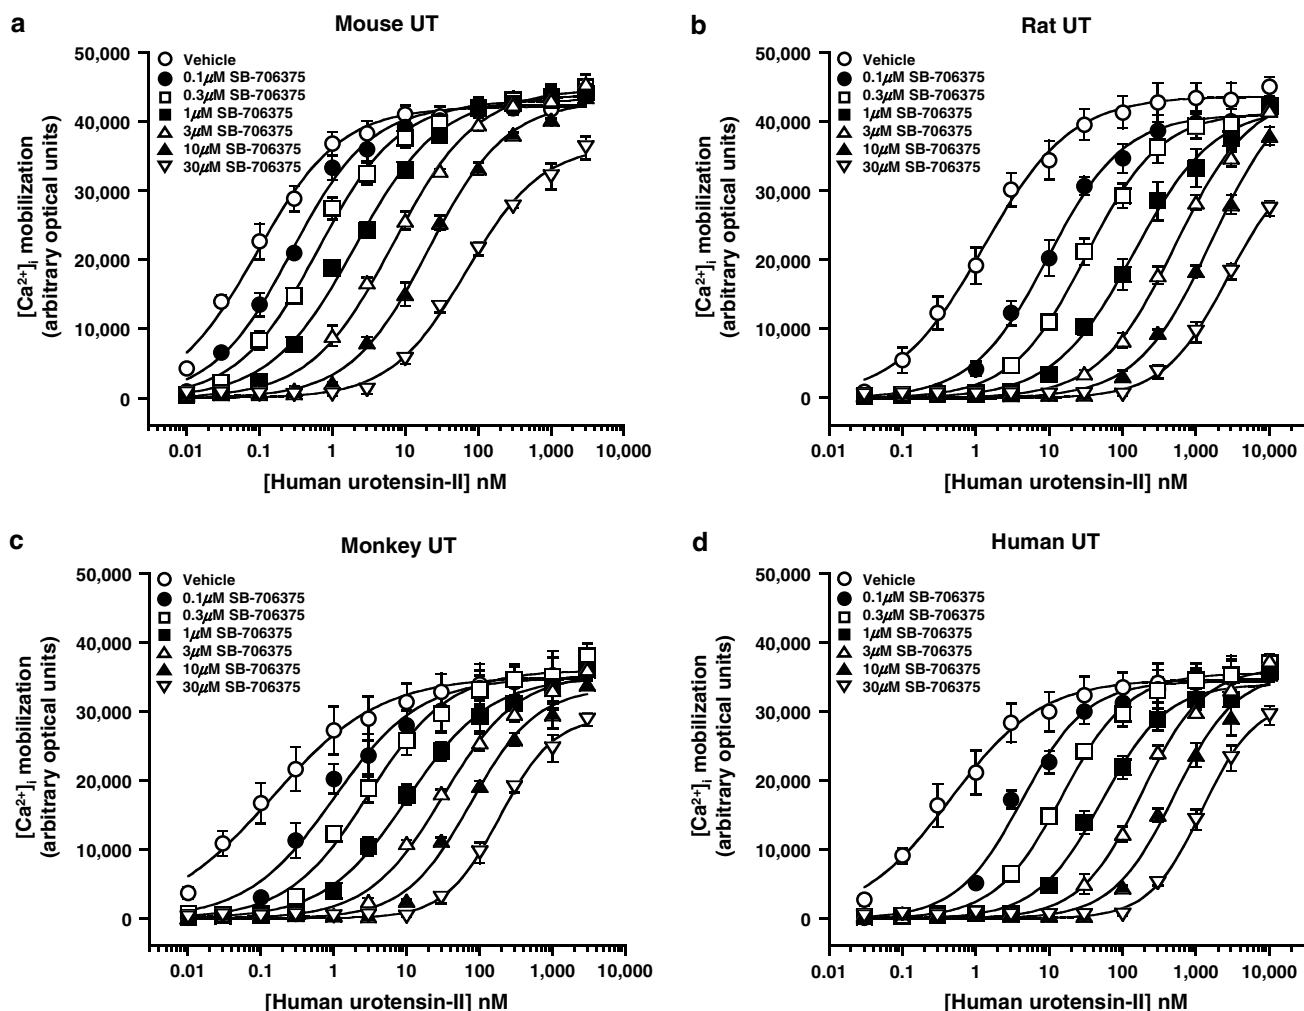 a
Mouse UT
50,000
40,000
30,000
20,000
10,000
0
[Ca²⁺]ᵢ mobilization
(arbitrary optical units)
Vehicle
0.1μM SB-706375
0.3μM SB-706375
1μM SB-706375
3μM SB-706375
10μM SB-706375
30μM SB-706375
0.01 0.1 1 10 100 1,000 10,000
[Human urotensin-II] nM
b
Rat UT
50,000
40,000
30,000
20,000
10,000
0
[Ca²⁺]ᵢ mobilization
(arbitrary optical units)
Vehicle
0.1μM SB-706375
0.3μM SB-706375
1μM SB-706375
3μM SB-706375
10μM SB-706375
30μM SB-706375
0.01 0.1 1 10 100 1,000 10,000
[Human urotensin-II] nM
c
Monkey UT
50,000
40,000
30,000
20,000
10,000
0
[Ca²⁺]ᵢ mobilization
(arbitrary optical units)
Vehicle
0.1μM SB-706375
0.3μM SB-706375
1μM SB-706375
3μM SB-706375
10μM SB-706375
30μM SB-706375
0.01 0.1 1 10 100 1,000 10,000
[Human urotensin-II] nM
d
Human UT
50,000
40,000
30,000
20,000
10,000
0
[Ca²⁺]ᵢ mobilization
(arbitrary optical units)
Vehicle
0.1μM SB-706375
0.3μM SB-706375
1μM SB-706375
3μM SB-706375
10μM SB-706375
30μM SB-706375
0.01 0.1 1 10 100 1,000 10,000
[Human urotensin-II] nM